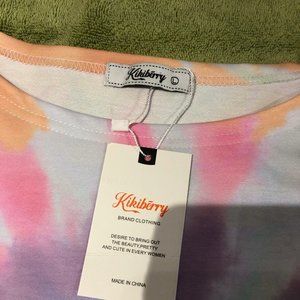 Kikiberry
L
Kikiberry
BRAND CLOTHING
DESIRE TO BRING OUT
THE BEAUTY,PRETTY
AND CUTE IN EVERY WOMEN
MADE IN CHINA